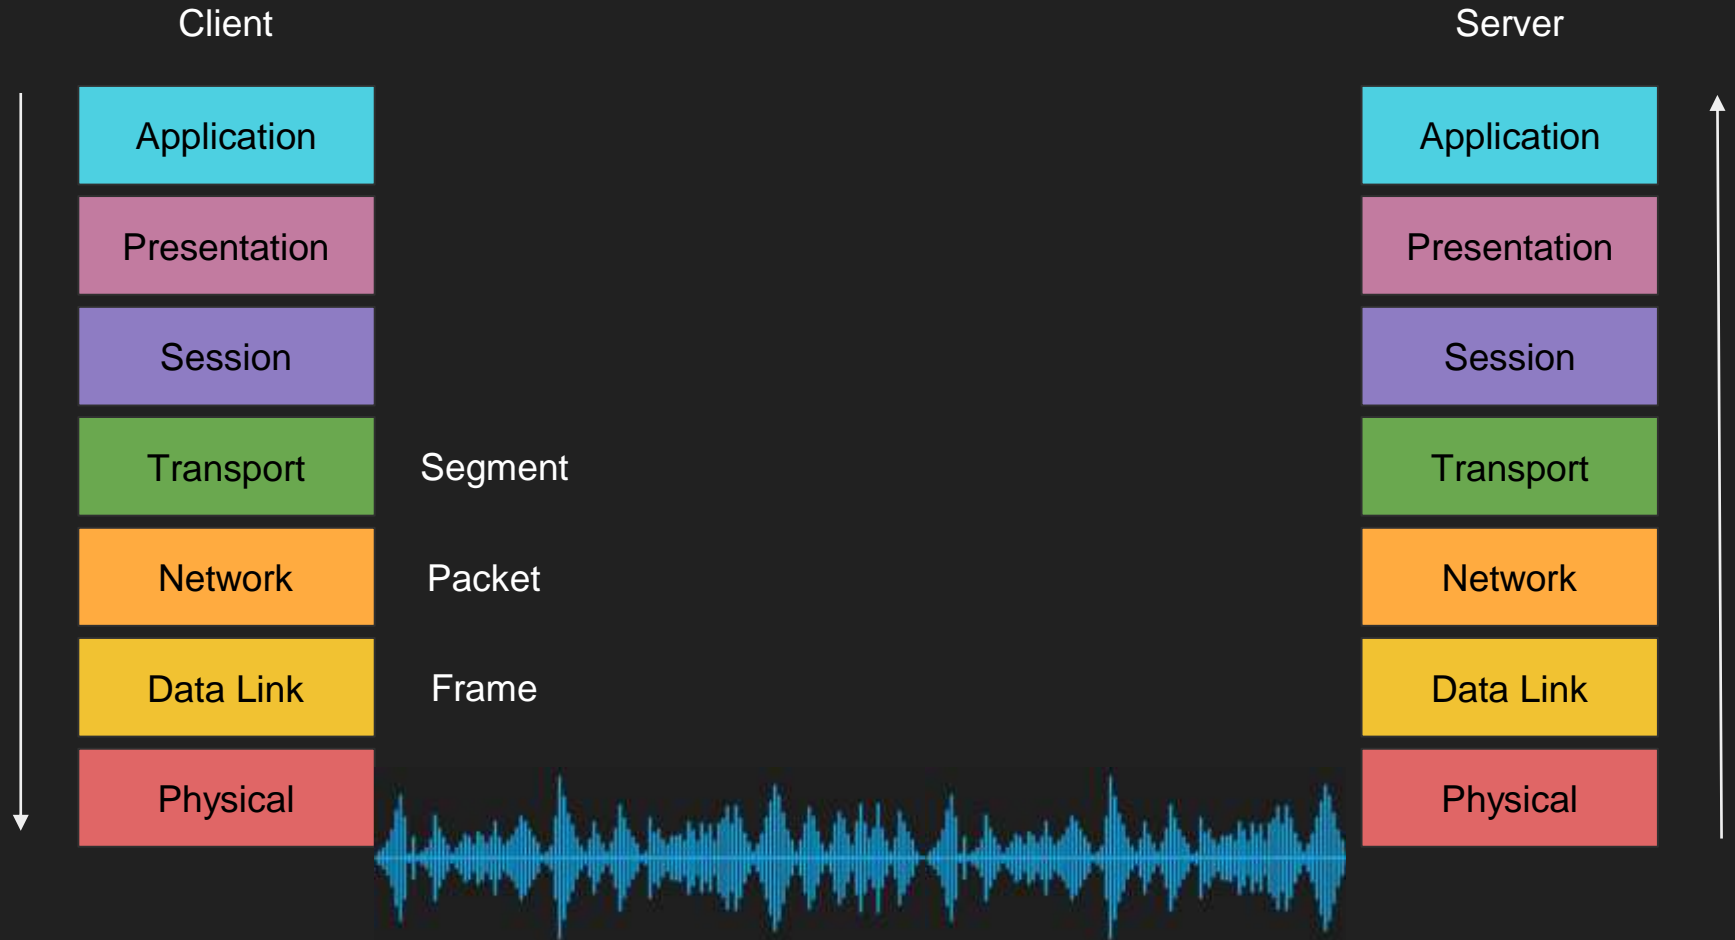 Client
Server
Application
Application
Presentation
Presentation
Session
Session
Transport
Segment
Transport
Network
Packet
Network
Data Link
Frame
Data Link
Physical
Physical